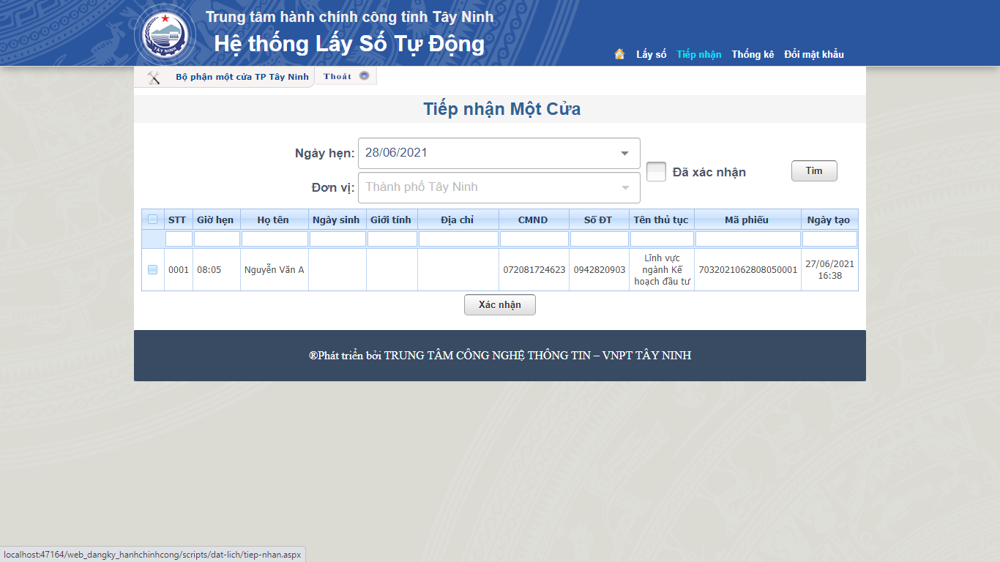 Trung tâm hành chính công tỉnh Tây Ninh
Hệ thống Lấy Số Tự Động
TÂY NINH
Lấy số Tiếp nhận Thống kê Đổi mật khẩu
Bộ phận một cửa TP Tây Ninh Thoát
Tiếp nhận Một Cửa
Ngày hẹn: 28/06/2021
Đã xác nhận Tìm
Đơn vị: Thành phố Tây Ninh
STT Giờ hẹn Họ tên Ngày sinh Giới tính Địa chỉ CMND Số ĐT Tên thủ tục Mã phiếu Ngày tạo
0001 08:05 Nguyễn Văn A 072081724623 0942820903 Lĩnh vực ngành Kế hoạch đầu tư 7032021062808050001 27/06/2021 16:38
Xác nhận
®Phát triển bởi TRUNG TÂM CÔNG NGHỆ THÔNG TIN – VNPT TÂY NINH
localhost:47164/web_dangky_hanhchinhcong/scripts/dat-lich/tiep-nhan.aspx